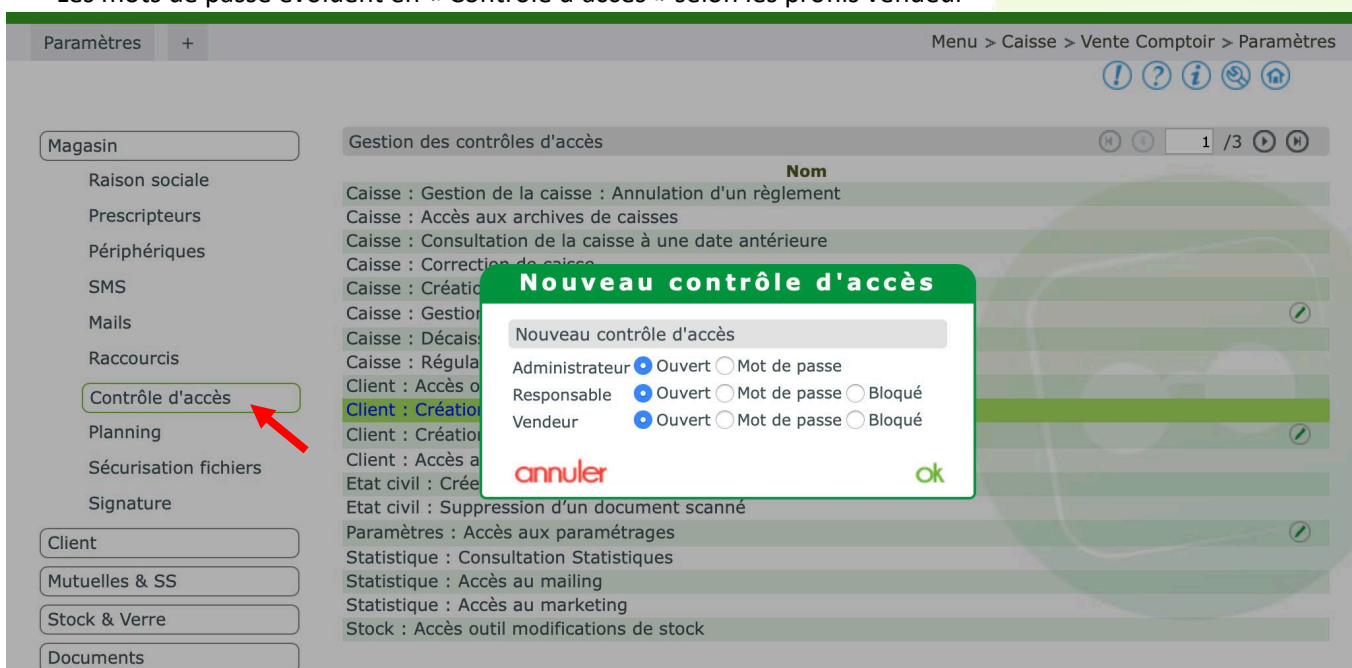 Les mots de passe évoluent en « Contrôle d'accès » selon les profils vendeur
Paramètres +
Menu > Caisse > Vente Comptoir > Paramètres
Magasin
Raison sociale
Prescripteurs
Périphériques
SMS
Mails
Raccourcis
Contrôle d'accès
Planning
Sécurisation fichiers
Signature
Client
Mutuelles & SS
Stock & Verre
Documents
Gestion des contrôles d'accès
1 /3
Nom
Caisse : Gestion de la caisse : Annulation d'un règlement
Caisse : Accès aux archives de caisses
Caisse : Consultation de la caisse à une date antérieure
Caisse : Correction de caisse
Caisse : Créatio
Caisse : Gestion
Caisse : Décaiss
Caisse : Régula
Client : Accès o
Client : Création
Client : Création
Client : Accès a
Etat civil : Crée
Etat civil : Suppression d'un document scanné
Paramètres : Accès aux paramétrages
Statistique : Consultation Statistiques
Statistique : Accès au mailing
Statistique : Accès au marketing
Stock : Accès outil modifications de stock
Nouveau contrôle d'accès
Nouveau contrôle d'accès
Administrateur Ouvert Mot de passe
Responsable Ouvert Mot de passe Bloqué
Vendeur Ouvert Mot de passe Bloqué
annuler ok